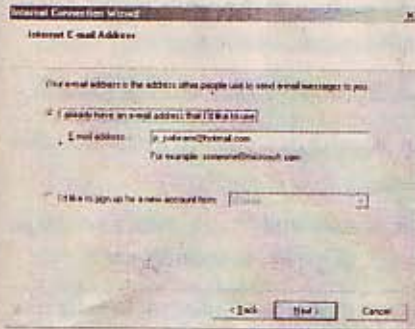 Internet Connection Wizard
Internet E-mail Address
Your e-mail address is the address other people use to send e-mail messages to you.
I already have an e-mail address that I'd like to use.
E-mail address:
@hotmail.com
For example: someone@microsoft.com
I'd like to sign up for a new account from:
< Back Next > Cancel